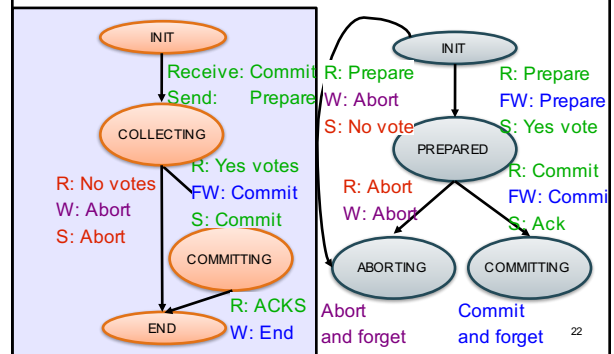 INIT
Receive: Commit
Send: Prepare
COLLECTING
R: No votes
W: Abort
S: Abort
R: Yes votes
FW: Commit
S: Commit
COMMITTING
R: ACKS
W: End
END
INIT
R: Prepare
W: Abort
S: No vote
R: Prepare
FW: Prepare
S: Yes vote
PREPARED
R: Abort
W: Abort
R: Commit
FW: Commi
S: Ack
ABORTING
COMMITTING
Abort
and forget
Commit
and forget
22